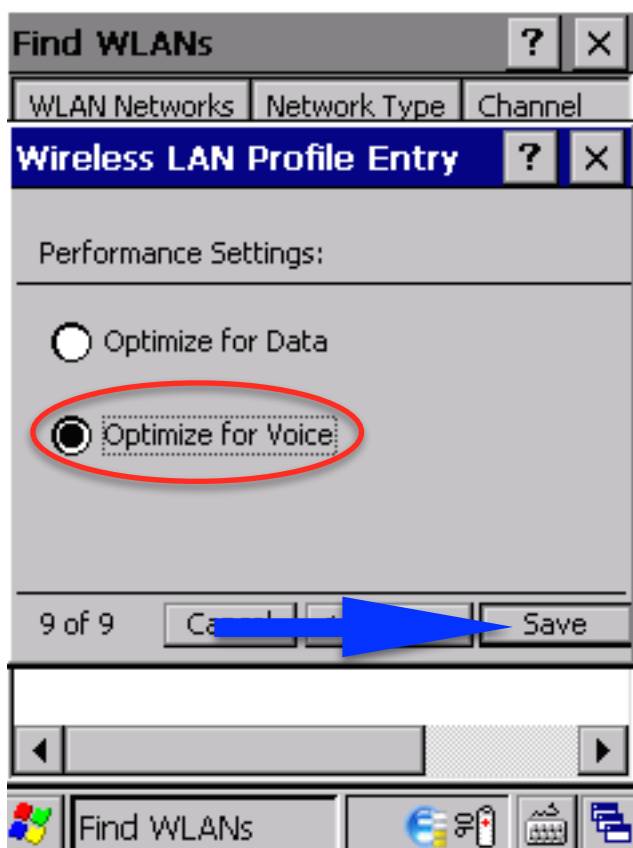 Find WLANs ? ×
WLAN Networks Network Type Channel
Wireless LAN Profile Entry ? ×
Performance Settings:
Optimize for Data
Optimize for Voice
9 of 9 Save
Find WLANs